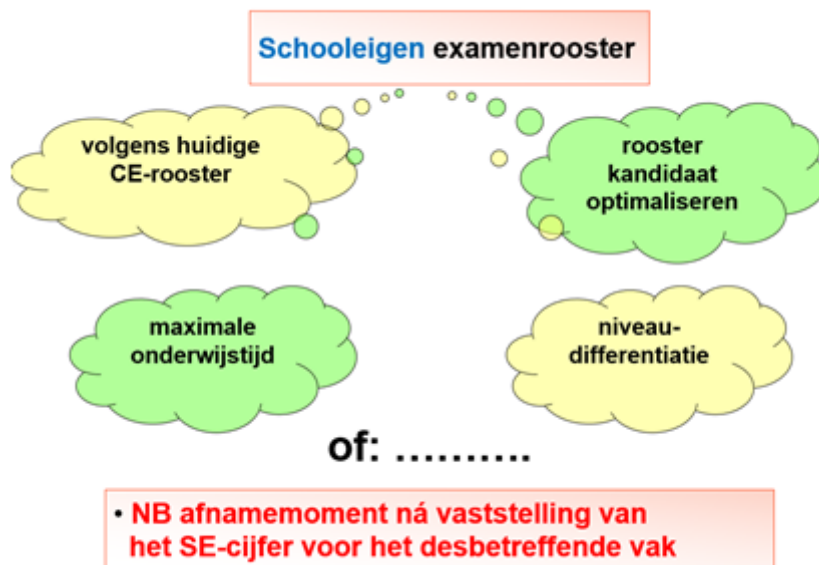 Schooleigen examenrooster
volgens huidige
CE-rooster
rooster
kandidaat
optimaliseren
maximale
onderwijstijd
niveau-
differentiatie
of: ..........
• NB afnamemoment ná vaststelling van
het SE-cijfer voor het desbetreffende vak